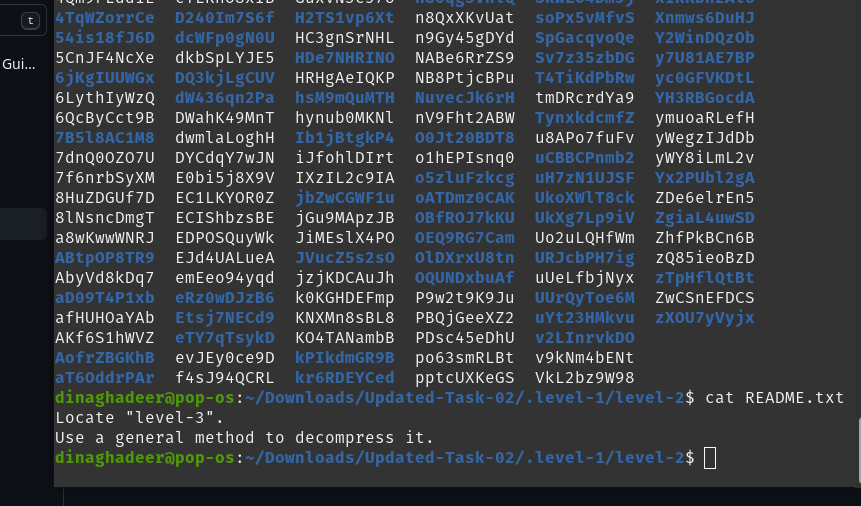 t
4TqWZorrCe D240Im7S6f H2TS1vp6Xt n8QxXKvUat soPx5vMfvS Xnmws6DuHJ
54is18fJ6D dcWFp0gN0U HC3gnSrNHL n9Gy45gDYd SpGacqvoQe Y2WinDQzOb
Gui... 5CnJF4NcXe dkbSpLYJE5 HDe7NHRINO NABe6RrZS9 Sv7z35zbDG y7U81AE7BP
6jKgIUUWGx DQ3kjLgCUV HRHgAeIQKP NB8PtjcBPu T4TiKdPbRw yc0GFVKDtL
6LythIyWzQ dW436qn2Pa hsM9mQuMTH NuvecJk6rH tmDRcrdYa9 YH3RBGocdA
6QcByCct9B DWahK49MnT hynub0MKNl nV9Fht2ABW TynxkdcmfZ ymuoaRLefH
7B5l8AC1M8 dwmlaLoghH Ib1jBtgkP4 O0Jt20BDT8 u8APo7fuFv yWegzIJdDb
7dnQ0OZO7U DYCdqY7wJN iJfohlDIrt o1hEPIsnq0 uCBBCPnmb2 yWY8iLmL2v
7f6nrbSyXM E0bi5j8X9V IXzIL2c9IA o5zluFzkcg uH7zN1UJSF Yx2PUbl2gA
8HuZDGUf7D EC1LKYOR0Z jbZwCGWF1u oATDmz0CAK UkoXWlT8ck ZDe6elrEn5
8lNsncDmgT ECIShbzsBE jGu9MApzJB OBfROJ7kKU UkXg7Lp9iV ZgiaL4uwSD
a8wKwwWNRJ EDPOSQuyWk JiMEslX4PO OEQ9RG7Cam Uo2uLQHfWm ZhfPkBCn6B
ABtpOP8TR9 EJd4UALueA JVucZ5s2sO OlDXrxU8tn URJcbPH7ig zQ85ieoBzD
AbyVd8kDq7 emEeo94yqd jzjKDCAuJh OQUNDxbuAf uUeLfbjNyx zTpHflQtBt
aD09T4P1xb eRz0wDJzB6 k0KGHDEFmp P9w2t9K9Ju UUrQyToe6M ZwCSnEFDCS
afHUHOaYAb Etsj7NECd9 KNXMn8sBL8 PBQjGeeXZ2 uYt23HMkvu zXOU7yVyjx
AKf6S1hWVZ eTY7qTsykD KO4TANambB PDsc45eDhU v2LInrvkDO
AofrZBGKhB evJEy0ce9D kPIkdmGR9B po63smRLBt v9kNm4bENt
aT6OddrPAr f4sJ94QCRL kr6RDEYCed pptcUXKeGS VkL2bz9W98
dinaghadeer@pop-os:~/Downloads/Updated-Task-02/.level-1/level-2$ cat README.txt
Locate "level-3".
Use a general method to decompress it.
dinaghadeer@pop-os:~/Downloads/Updated-Task-02/.level-1/level-2$